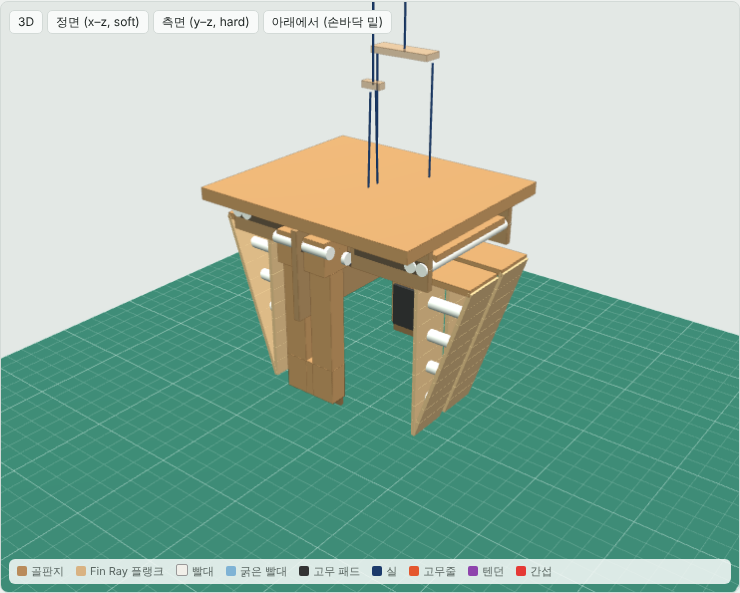 3D 정면 (x–z, soft) 측면 (y–z, hard) 아래에서 (손바닥 밑)
골판지 Fin Ray 플랭크 빨대 굵은 빨대 고무 패드 실 고무줄 텐던 간섭